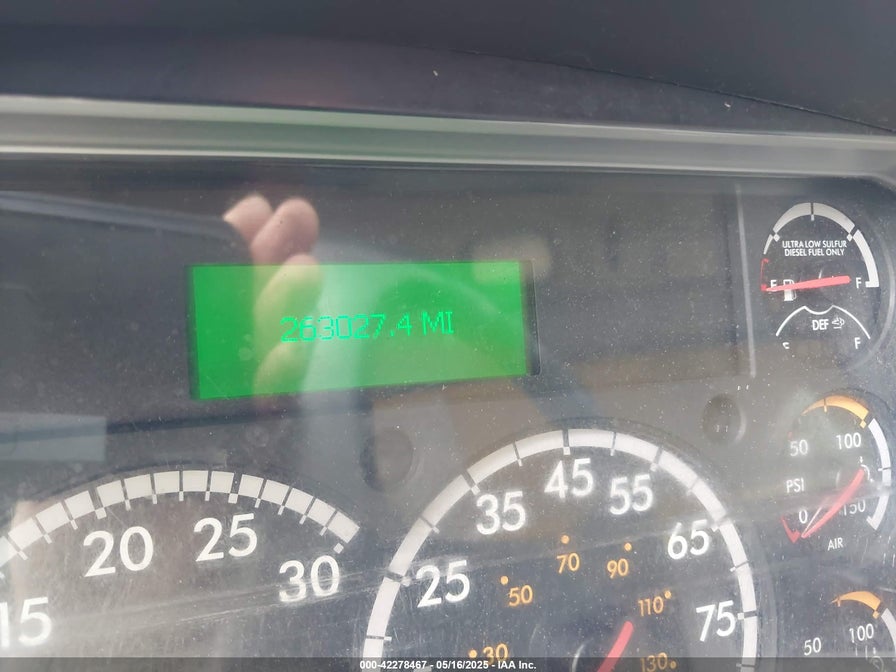 263027.4 MI
ULTRA LOW SULFUR
DIESEL FUEL ONLY
E F
DEF
F
50 100
PSI
0 150
AIR
15 20 25 30
25 35 45 55 65 75
30 50 70 90 110 130
50 100
000-42278467 - 05/16/2025 - IAA Inc.